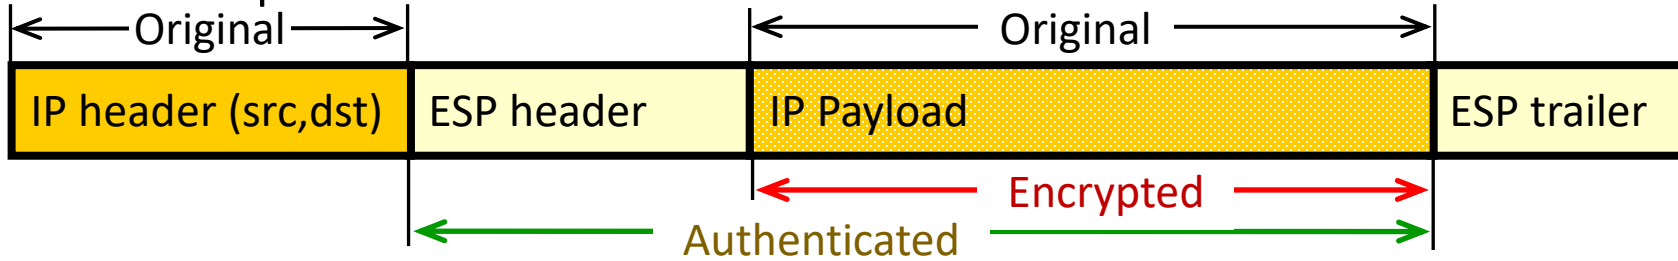 Original
Original
IP header (src,dst)
ESP header
IP Payload
ESP trailer
Encrypted
Authenticated